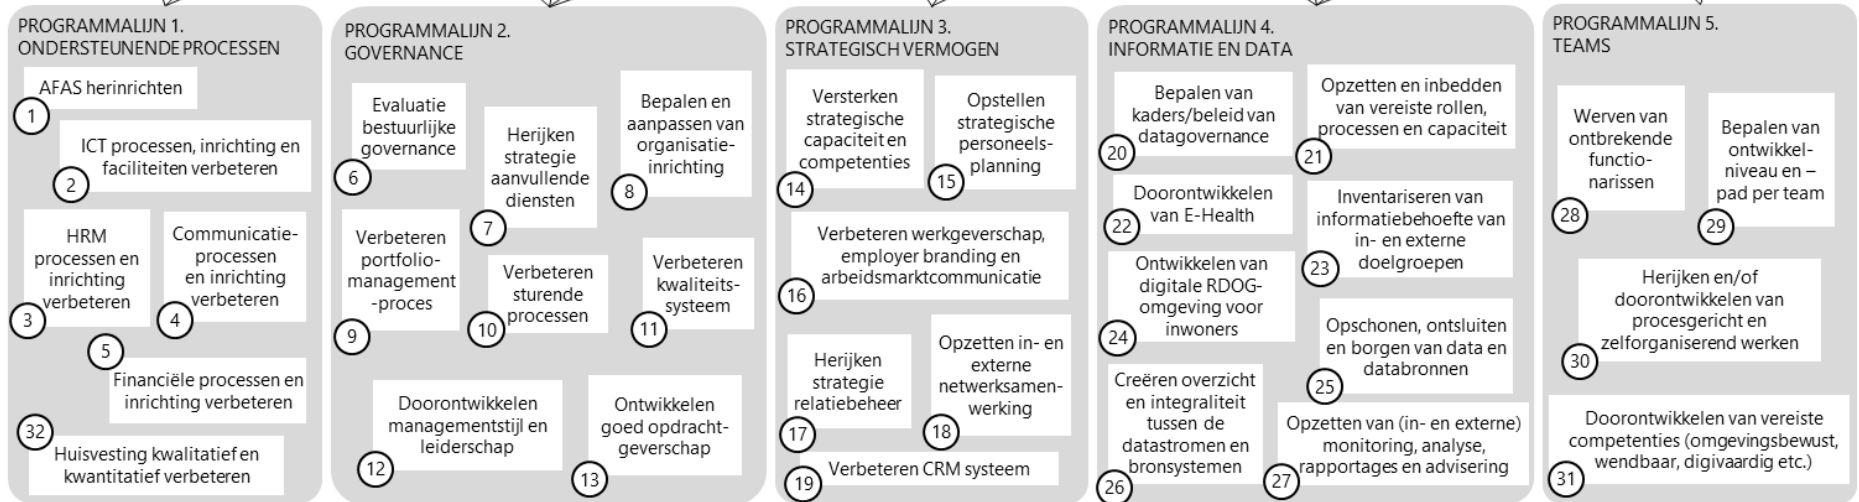 PROGRAMMALIJN 1.
ONDERSTEUNENDE PROCESSEN
AFAS herinrichten
1
ICT processen, inrichting en
faciliteiten verbeteren
2
HRM
processen en
inrichting
verbeteren
3
Communicatie-
processen
en inrichting
verbeteren
4
5
Financiële processen en
inrichting verbeteren
32
Huisvesting kwalitatief en
kwantitatief verbeteren
PROGRAMMALIJN 2.
GOVERNANCE
Evaluatie
bestuurlijke
governance
6
Herijken
strategie
aanvullende
diensten
7
Bepalen en
aanpassen van
organisatie-
inrichting
8
Verbeteren
portfolio-
management
-proces
9
Verbeteren
sturende
processen
10
Verbeteren
kwaliteits-
systeem
11
Doorontwikkelen
managementstijl en
leiderschap
12
Ontwikkelen
goed opdracht-
geverschap
13
PROGRAMMALIJN 3.
STRATEGISCH VERMOGEN
Versterken
strategische
capaciteit en
competenties
14
Opstellen
strategische
personeels-
planning
15
Verbeteren werkgeverschap,
employer branding en
arbeidsmarktcommunicatie
16
Herijken
strategie
relatiebeheer
17
Opzetten in- en
externe
netwerksamen-
werking
18
Verbeteren CRM systeem
19
PROGRAMMALIJN 4.
INFORMATIE EN DATA
Bepalen van
kaders/beleid van
datagovernance
20
Opzetten en inbedden
van vereiste rollen,
processen en capaciteit
21
Doorontwikkelen
van E-Health
22
Inventariseren van
informatiebehoefte van
in- en externe
doelgroepen
23
Ontwikkelen van
digitale RDOG-
omgeving voor
inwoners
24
Opschonen, ontsluiten
en borgen van data en
databronnen
25
Creëren overzicht
en integraliteit
tussen de
datastromen en
bronsystemen
26
Opzetten van (in- en externe)
monitoring, analyse,
rapportages en advisering
27
PROGRAMMALIJN 5.
TEAMS
Werven van
ontbrekende
functio-
narissen
28
Bepalen van
ontwikkel-
niveau en –
pad per team
29
Herijken en/of
doorontwikkelen van
procesgericht en
zelforganiserend werken
30
Doorontwikkelen van vereiste
competenties (omgevingsbewust,
wendbaar, digivaardig etc.)
31